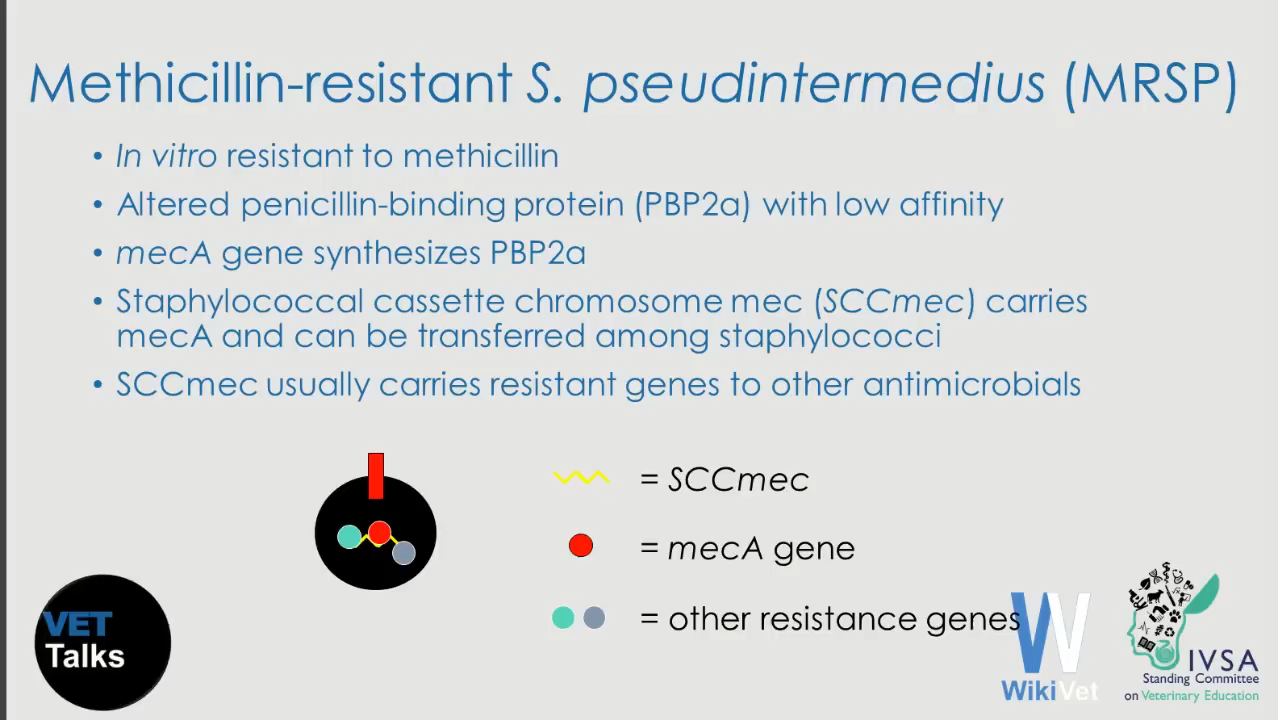 Methicillin-resistant S. pseudintermedius (MRSP)
• In vitro resistant to methicillin
• Altered penicillin-binding protein (PBP2a) with low affinity
• mecA gene synthesizes PBP2a
• Staphylococcal cassette chromosome mec (SCCmec) carries
mecA and can be transferred among staphylococci
• SCCmec usually carries resistant genes to other antimicrobials
= SCCmec
= mecA gene
= other resistance genes
VET
Talks
W
WikiVet
IVSA
Standing Committee
on Veterinary Education